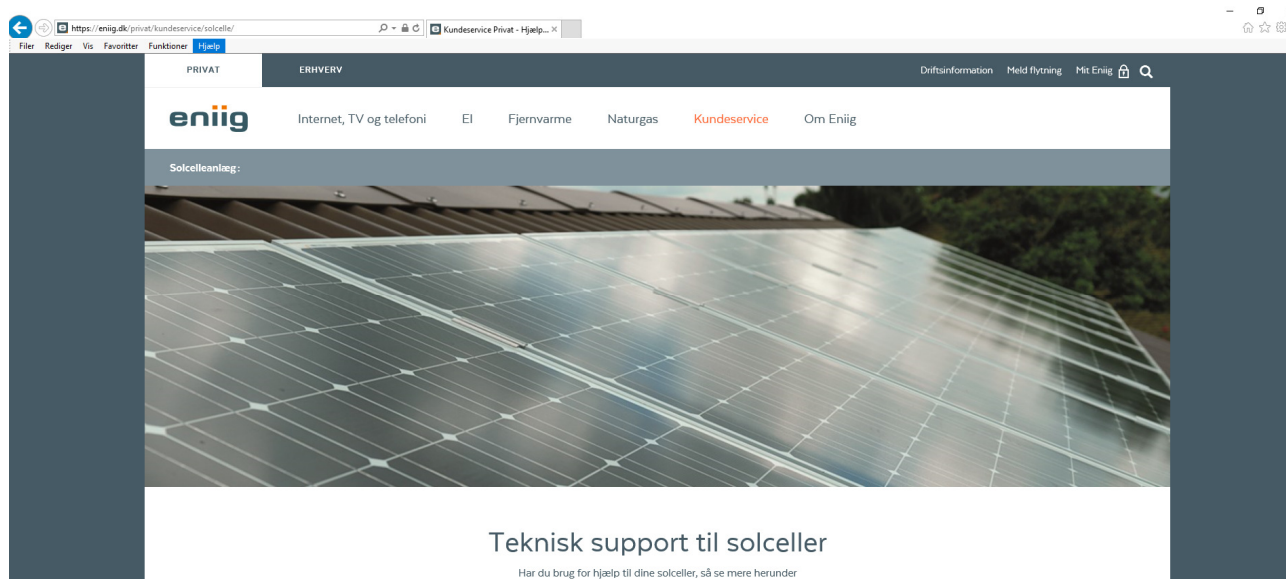 https://eniig.dk/privat/kundeservice/solcelle/
Kundeservice Privat - Hjælp...
Filer Rediger Vis Favoritter Funktioner Hjælp
PRIVAT ERHVERV Driftsinformation Meld flytning Mit Eniig
eniig Internet, TV og telefoni El Fjernvarme Naturgas Kundeservice Om Eniig
Solcelleanlæg:
Teknisk support til solceller
Har du brug for hjælp til dine solceller, så se mere herunder